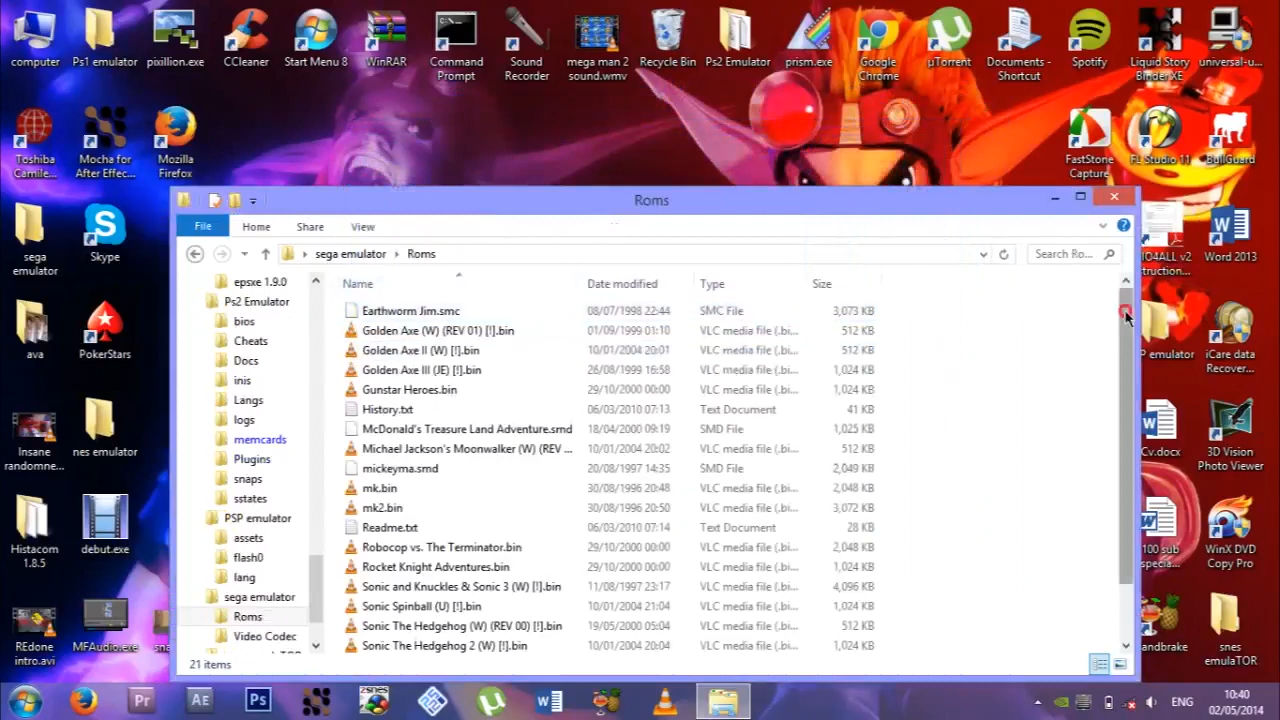 computer
Ps1 emulator
pixillion.exe
CCleaner
Start Menu 8
WinRAR
Command
Prompt
Sound
Recorder
mega man 2
sound.wmv
Recycle Bin
Ps2 Emulator
prism.exe
Google
Chrome
µTorrent
Documents -
Shortcut
Spotify
Liquid Story
Binder XE
universal-u...
Toshiba
Camile...
Mocha for
After Effec...
Mozilla
Firefox
FastStone
Capture
FL Studio 11
BullGuard
sega
emulator
Skype
IO4ALL v2
struction...
Word 2013
ava
PokerStars
P emulator
iCare data
Recover...
Insane
randomne...
nes emulator
Cv.docx
3D Vision
Photo Viewer
Histacom
1.8.5
debut.exe
100 sub
specia...
WinX DVD
Copy Pro
REdone
intro.avi
MFAudio.exe
sna
andbrake
snes
emulaTOR
Roms
File Home Share View
sega emulator Roms
Search Ro...
epsxe 1.9.0
Ps2 Emulator
bios
Cheats
Docs
inis
Langs
logs
memcards
Plugins
snaps
sstates
PSP emulator
assets
flash0
lang
sega emulator
Roms
Video Codec
Name Date modified Type Size
Earthworm Jim.smc 08/07/1998 22:44 SMC File 3,073 KB
Golden Axe (W) (REV 01) [!].bin 01/09/1999 01:10 VLC media file (.bi... 512 KB
Golden Axe II (W) [!].bin 10/01/2004 20:01 VLC media file (.bi... 512 KB
Golden Axe III (JE) [!].bin 26/08/1999 16:58 VLC media file (.bi... 1,024 KB
Gunstar Heroes.bin 29/10/2000 00:00 VLC media file (.bi... 1,024 KB
History.txt 06/03/2010 07:13 Text Document 41 KB
McDonald's Treasure Land Adventure.smd 18/04/2000 09:19 SMD File 1,025 KB
Michael Jackson's Moonwalker (W) (REV ... 10/01/2004 20:02 VLC media file (.bi... 512 KB
mickeyma.smd 20/08/1997 14:35 SMD File 2,049 KB
mk.bin 30/08/1996 20:48 VLC media file (.bi... 2,048 KB
mk2.bin 30/08/1996 20:50 VLC media file (.bi... 3,072 KB
Readme.txt 06/03/2010 07:14 Text Document 28 KB
Robocop vs. The Terminator.bin 29/10/2000 00:00 VLC media file (.bi... 2,048 KB
Rocket Knight Adventures.bin 29/10/2000 00:00 VLC media file (.bi... 1,024 KB
Sonic and Knuckles & Sonic 3 (W) [!].bin 11/08/1997 23:17 VLC media file (.bi... 4,096 KB
Sonic Spinball (U) [!].bin 10/01/2004 21:04 VLC media file (.bi... 1,024 KB
Sonic The Hedgehog (W) (REV 00) [!].bin 19/05/2000 05:04 VLC media file (.bi... 512 KB
Sonic The Hedgehog 2 (W) [!].bin 10/01/2004 20:04 VLC media file (.bi... 1,024 KB
21 items
Pr
Ae
Ps
ZSNES
ENG
10:40
02/05/2014